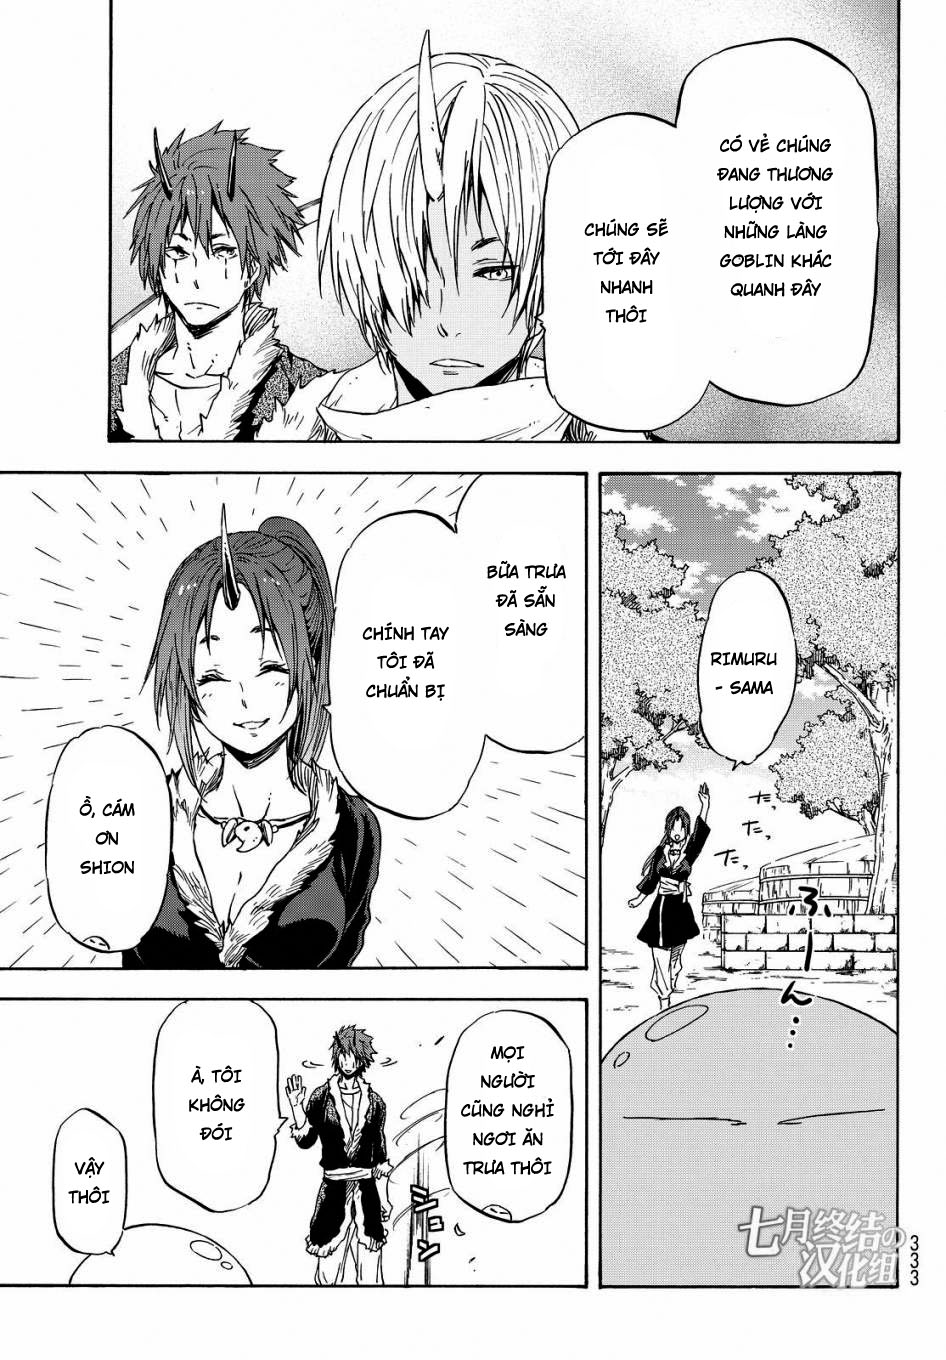 CÓ VẺ CHÚNG
ĐANG THƯƠNG
LƯỢNG VỚI
NHỮNG LÀNG
GOBLIN KHÁC
QUANH ĐÂY
CHÚNG SẼ
TỚI ĐÂY
NHANH
THÔI
RIMURU
- SAMA
たっ
たっ
ふーん…
BỮA TRƯA
ĐÃ SẴN
SÀNG
CHÍNH TAY
TÔI ĐÃ
CHUẨN BỊ
Ồ, CÁM
ƠN
SHION
MỌI
NGƯỜI
CŨNG NGHỈ
NGƠI ĂN
TRƯA THÔI
ション
À, TÔI
KHÔNG
ĐÓI
VẬY
THÔI
七月终结の
汉化组
333